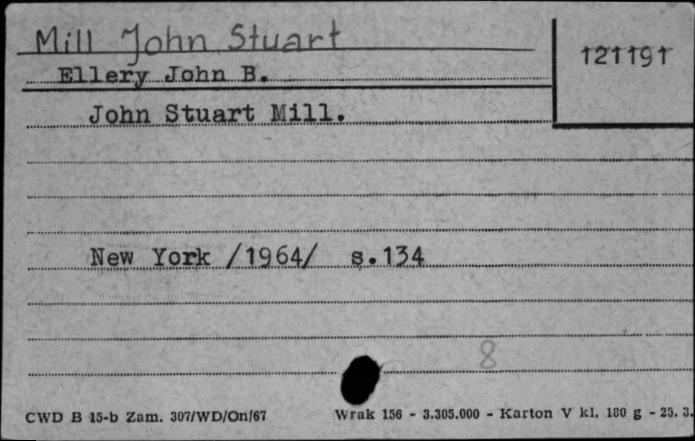 Mill John Stuart
121191
Ellery John B.
John Stuart Mill.
New York /1964/ s.134
8
CWD B 15-b Zam. 307/WD/On/67 Wrak 156 - 3.305.000 - Karton V kl. 180 g - 25. 3.